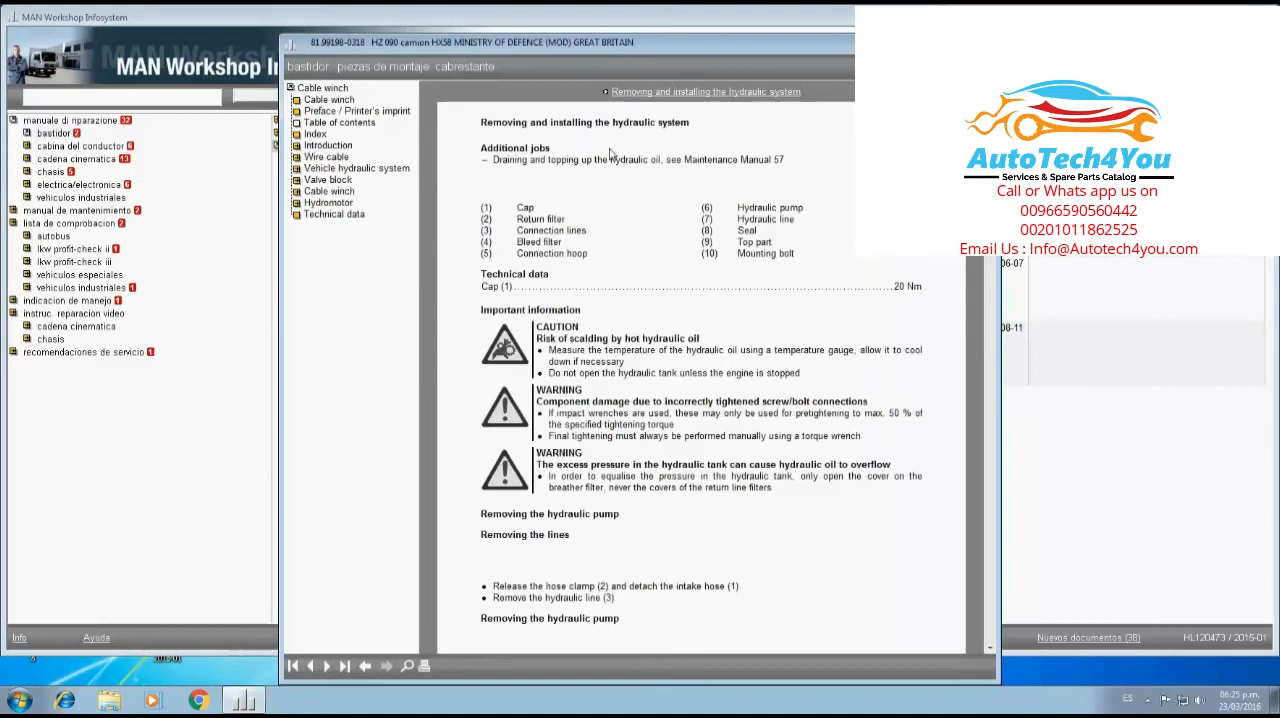 MAN Workshop Infosystem
MAN Workshop In
81.99198-0318 HZ 090 camion HX58 MINISTRY OF DEFENCE (MOD) GREAT BRITAIN
bastidor piezas de montaje cabrestante
manuale di riparazione 32
bastidor 2
cabina del conductor 6
cadena cinematica 13
chasis 5
electrica/electronica 6
vehiculos industriales
manual de mantenimiento 2
lista de comprobacion 2
autobus
lkw profit-check ii 1
lkw profit-check iii
vehiculos especiales
vehiculos industriales 1
indicacion de manejo 1
instruc. reparacion video
cadena cinematica
chasis
recomendaciones de servicio 1
Info Ayuda
Cable winch
Cable winch
Preface / Printer's imprint
Table of contents
Index
Introduction
Wire cable
Vehicle hydraulic system
Valve block
Cable winch
Hydromotor
Technical data
Removing and installing the hydraulic system
Removing and installing the hydraulic system
Additional jobs
– Draining and topping up the hydraulic oil, see Maintenance Manual 57
(1) Cap (6) Hydraulic pump
(2) Return filter (7) Hydraulic line
(3) Connection lines (8) Seal
(4) Bleed filter (9) Top part
(5) Connection hoop (10) Mounting bolt
Technical data
Cap (1)........................................20 Nm
Important information
CAUTION
Risk of scalding by hot hydraulic oil
• Measure the temperature of the hydraulic oil using a temperature gauge, allow it to cool
down if necessary
• Do not open the hydraulic tank unless the engine is stopped
WARNING
Component damage due to incorrectly tightened screw/bolt connections
• If impact wrenches are used, these may only be used for pretightening to max. 50 % of
the specified tightening torque
• Final tightening must always be performed manually using a torque wrench
WARNING
The excess pressure in the hydraulic tank can cause hydraulic oil to overflow
• In order to equalise the pressure in the hydraulic tank, only open the cover on the
breather filter, never the covers of the return line filters
Removing the hydraulic pump
Removing the lines
• Release the hose clamp (2) and detach the intake hose (1)
• Remove the hydraulic line (3)
Removing the hydraulic pump
AutoTech4You
Services & Spare Parts Catalog
Call or Whats app us on
00966590560442
00201011862525
Email Us : Info@Autotech4you.com
06-07
08-11
Nuevos documentos (38) HL120473 / 2015-01
2015-01
ES
06:25 p.m.
23/03/2016